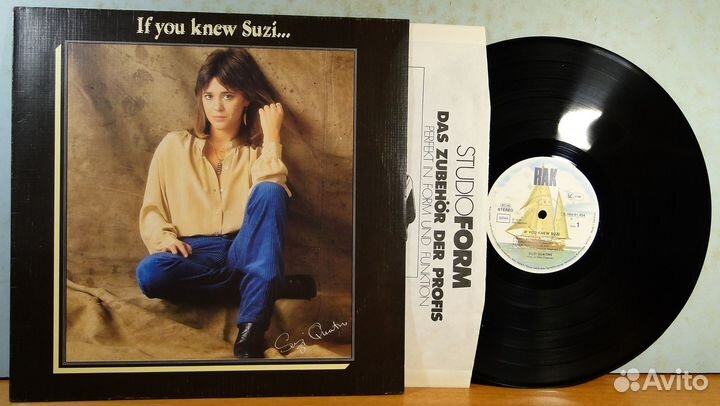 If you knew Suzi...
Suzi Quatro
STUDIOFORM
DAS ZUBEHÖR DER PROFIS
PERFEKT IN FORM UND FUNKTION
RAK
STEREO
1
IF YOU KNEW SUZI
SUZI QUATRO
Avito